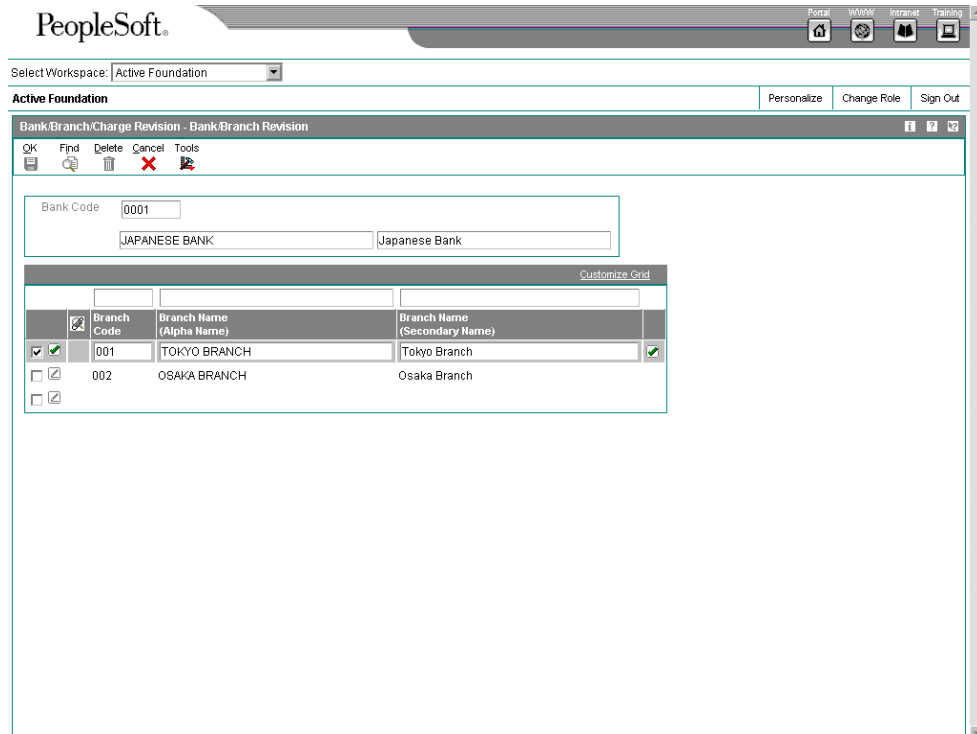 Portal WWW Intranet Training
PeopleSoft.
Select Workspace: Active Foundation
Active Foundation Personalize Change Role Sign Out
Bank/Branch/Charge Revision - Bank/Branch Revision i ? 
OK Find Delete Cancel Tools
Bank Code 0001
JAPANESE BANK Japanese Bank
Customize Grid
Branch Code Branch Name (Alpha Name) Branch Name (Secondary Name)
001 TOKYO BRANCH Tokyo Branch
002 OSAKA BRANCH Osaka Branch